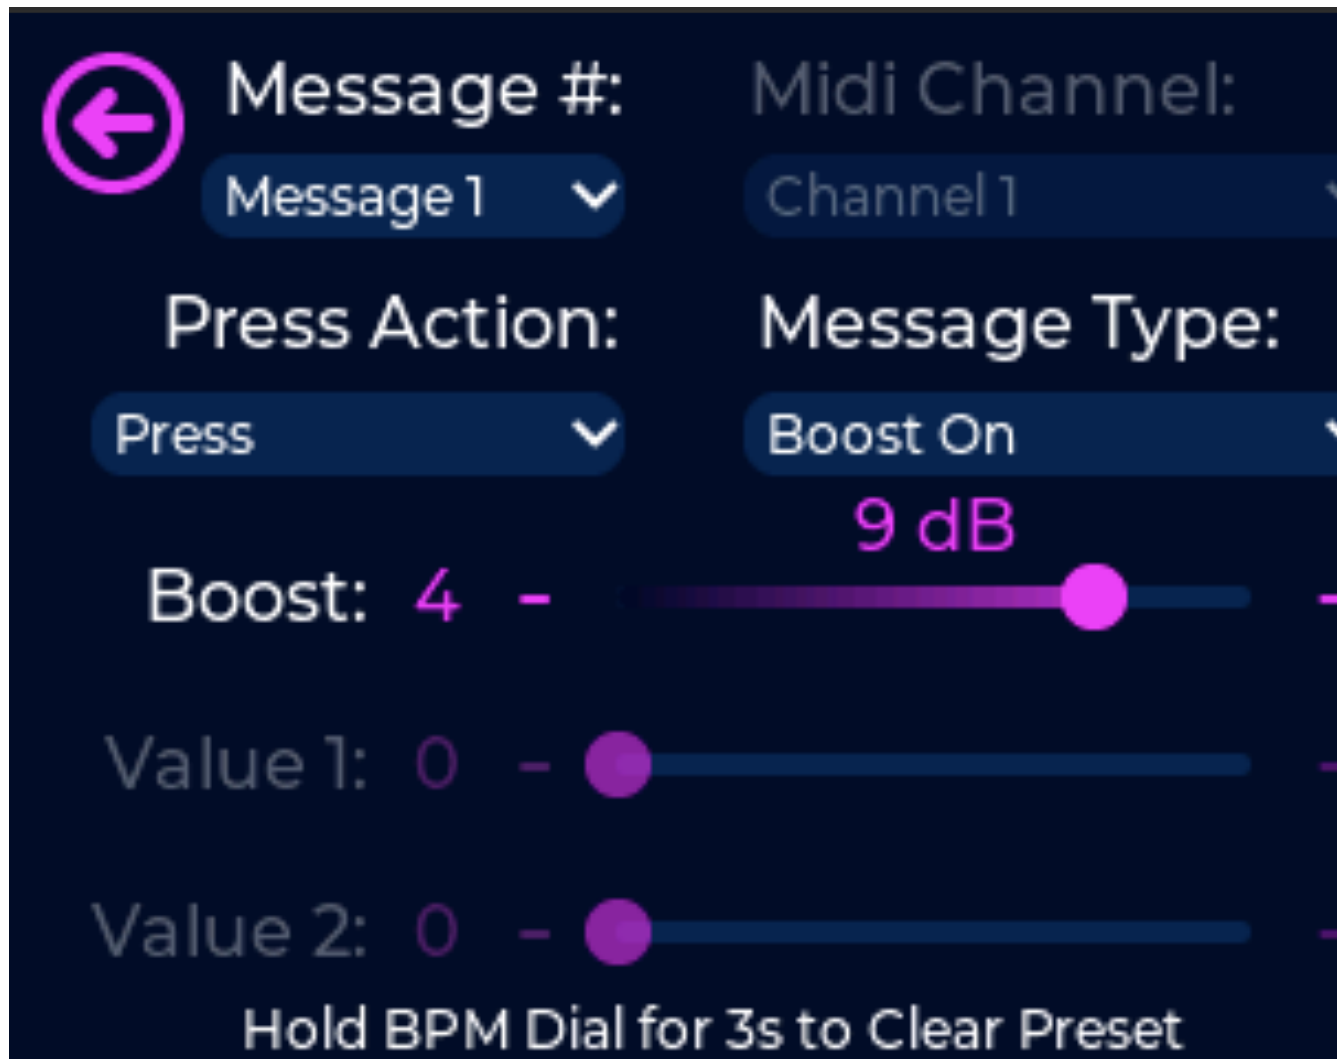 Message #: Midi Channel:
Message 1 Channel 1
Press Action: Message Type:
Press Boost On
9 dB
Boost: 4 -
Value 1: 0 -
Value 2: 0 -
Hold BPM Dial for 3s to Clear Preset